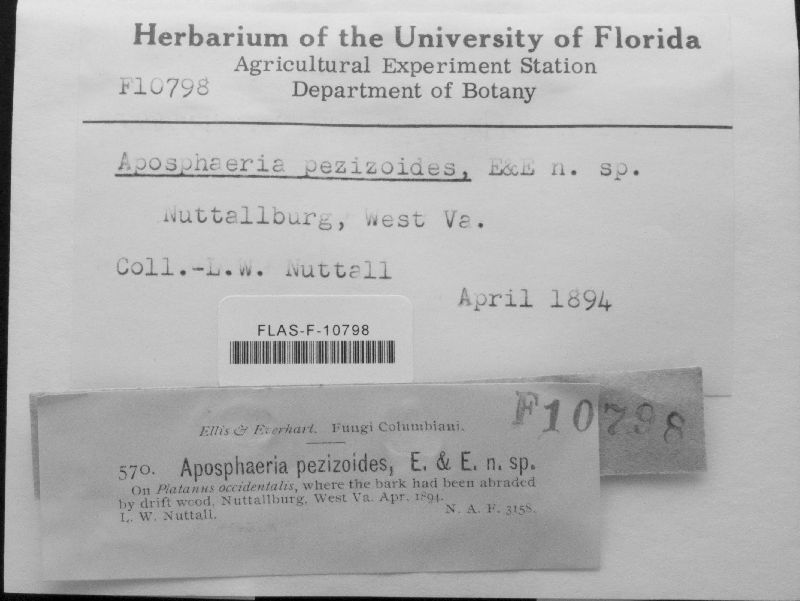 Herbarium of the University of Florida
Agricultural Experiment Station
F10798 Department of Botany
Aposphaeria pezizoides, E&E n. sp.
Nuttallburg, West Va.
Coll.-L.W. Nuttall
April 1894
FLAS-F-10798
F10798
Ellis & Everhart. Fungi Columbiani.
570. Aposphaeria pezizoides, E. & E. n. sp.
On Platanus occidentalis, where the bark had been abraded
by drift wood, Nuttallburg, West Va. Apr. 1894.
L. W. Nuttall. N. A. F. 3158.